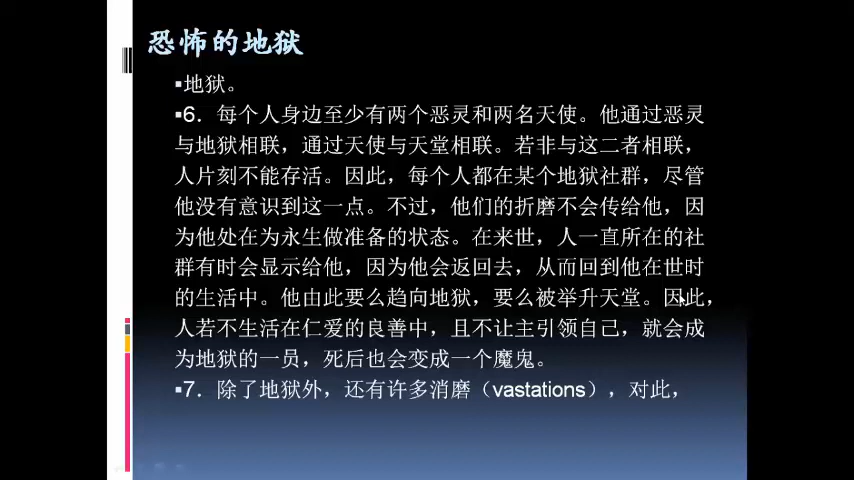 恐怖的地狱
▪地狱。
▪6．每个人身边至少有两个恶灵和两名天使。他通过恶灵
与地狱相联，通过天使与天堂相联。若非与这二者相联，
人片刻不能存活。因此，每个人都在某个地狱社群，尽管
他没有意识到这一点。不过，他们的折磨不会传给他，因
为他处在为永生做准备的状态。在来世，人一直所在的社
群有时会显示给他，因为他会返回去，从而回到他在世时
的生活中。他由此要么趋向地狱，要么被举升天堂。因此，
人若不生活在仁爱的良善中，且不让主引领自己，就会成
为地狱的一员，死后也会变成一个魔鬼。
▪7．除了地狱外，还有许多消磨（vastations），对此，